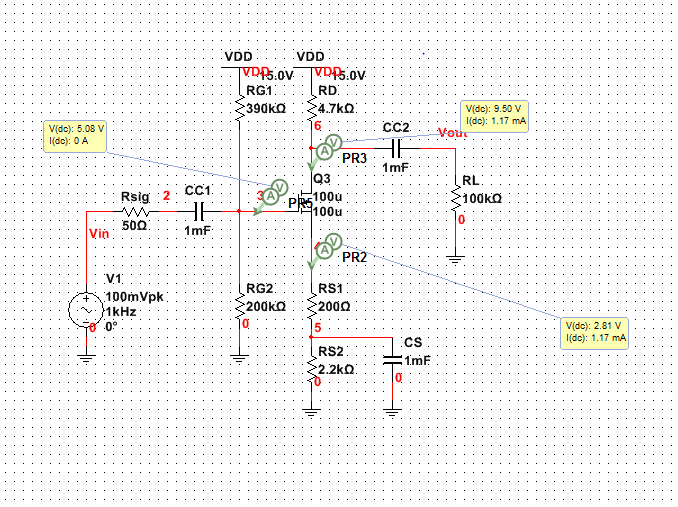 VDD
VDD
VDD
5.0V
VDD
5.0V
RG1
390kΩ
RD
4.7kΩ
V(dc): 9.50 V
I(dc): 1.17 mA
6
V(dc): 5.08 V
I(dc): 0 A
CC2
Vout
A V
PR3
1mF
Q3
RL
100kΩ
0
Rsig
2
CC1
3
A V
PR5
100u
100u
50Ω
1mF
Vin
A V
PR2
V1
100mVpk
1kHz
0°
0
RG2
200kΩ
0
RS1
200Ω
5
V(dc): 2.81 V
I(dc): 1.17 mA
RS2
2.2kΩ
0
CS
1mF
0